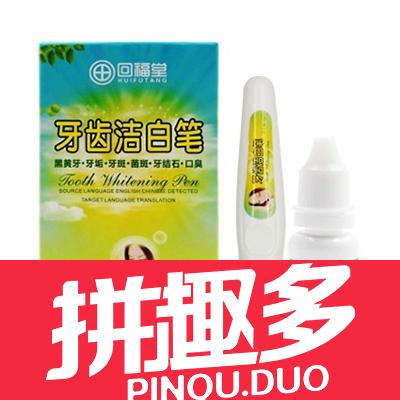 回福堂
HUIFUTANG
牙齿洁白笔
黑黄牙·牙垢·牙斑·菌斑·牙结石·口臭
Tooth Whitening Pen
SOURCE LANGUAGE ENGLISH CHINESE DETECTED
TARGET LANGUAGE TRANSLATION
拼趣多
PINQU.DUO